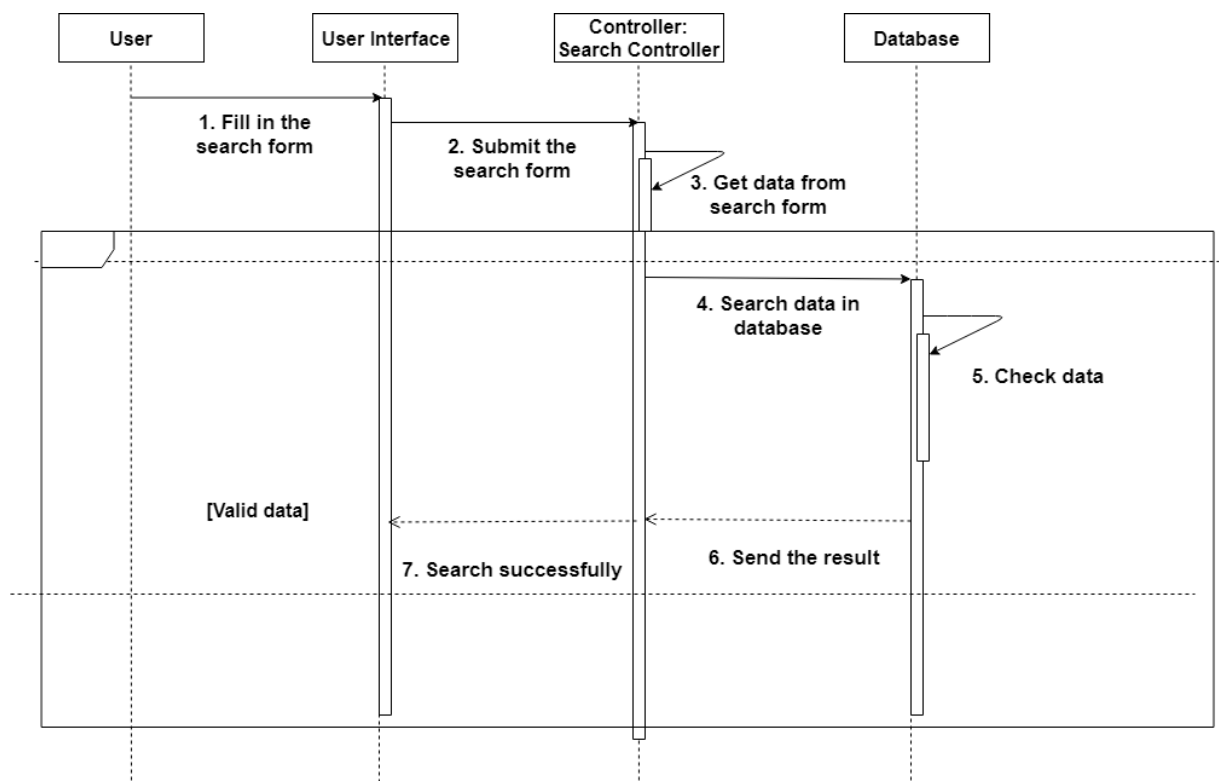 User
User Interface
Controller:
Search Controller
Database
1. Fill in the
search form
2. Submit the
search form
3. Get data from
search form
4. Search data in
database
5. Check data
[Valid data]
6. Send the result
7. Search successfully